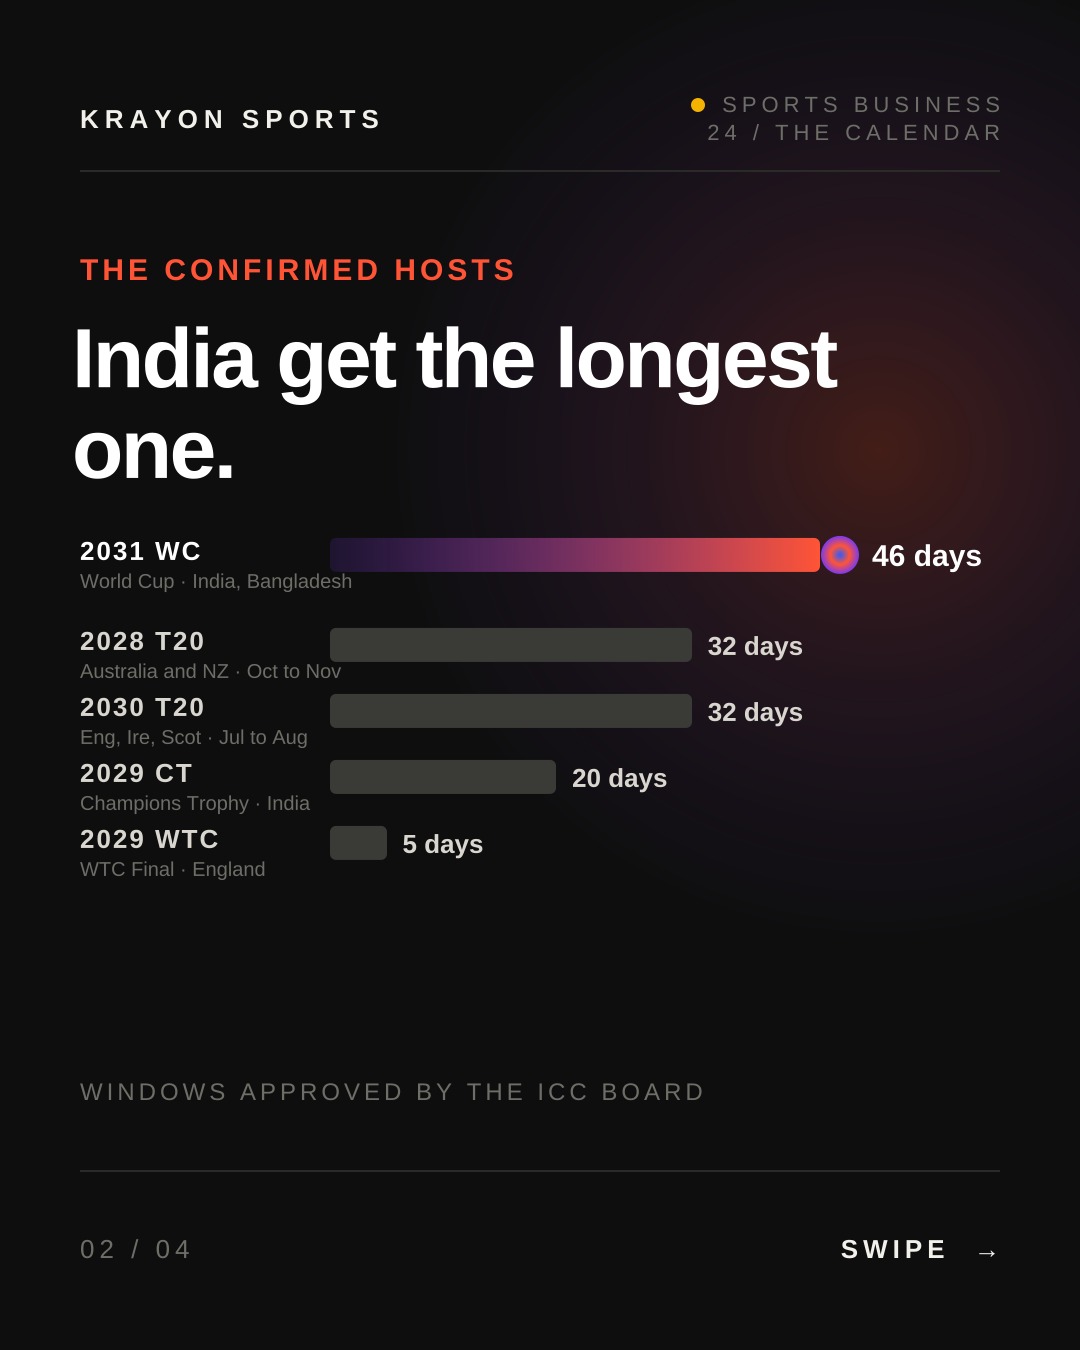 KRAYON SPORTS
SPORTS BUSINESS
24 / THE CALENDAR
THE CONFIRMED HOSTS
India get the longest
one.
2031 WC
World Cup · India, Bangladesh
46 days
2028 T20
Australia and NZ · Oct to Nov
32 days
2030 T20
Eng, Ire, Scot · Jul to Aug
32 days
2029 CT
Champions Trophy · India
20 days
2029 WTC
WTC Final · England
5 days
WINDOWS APPROVED BY THE ICC BOARD
02 / 04
SWIPE →